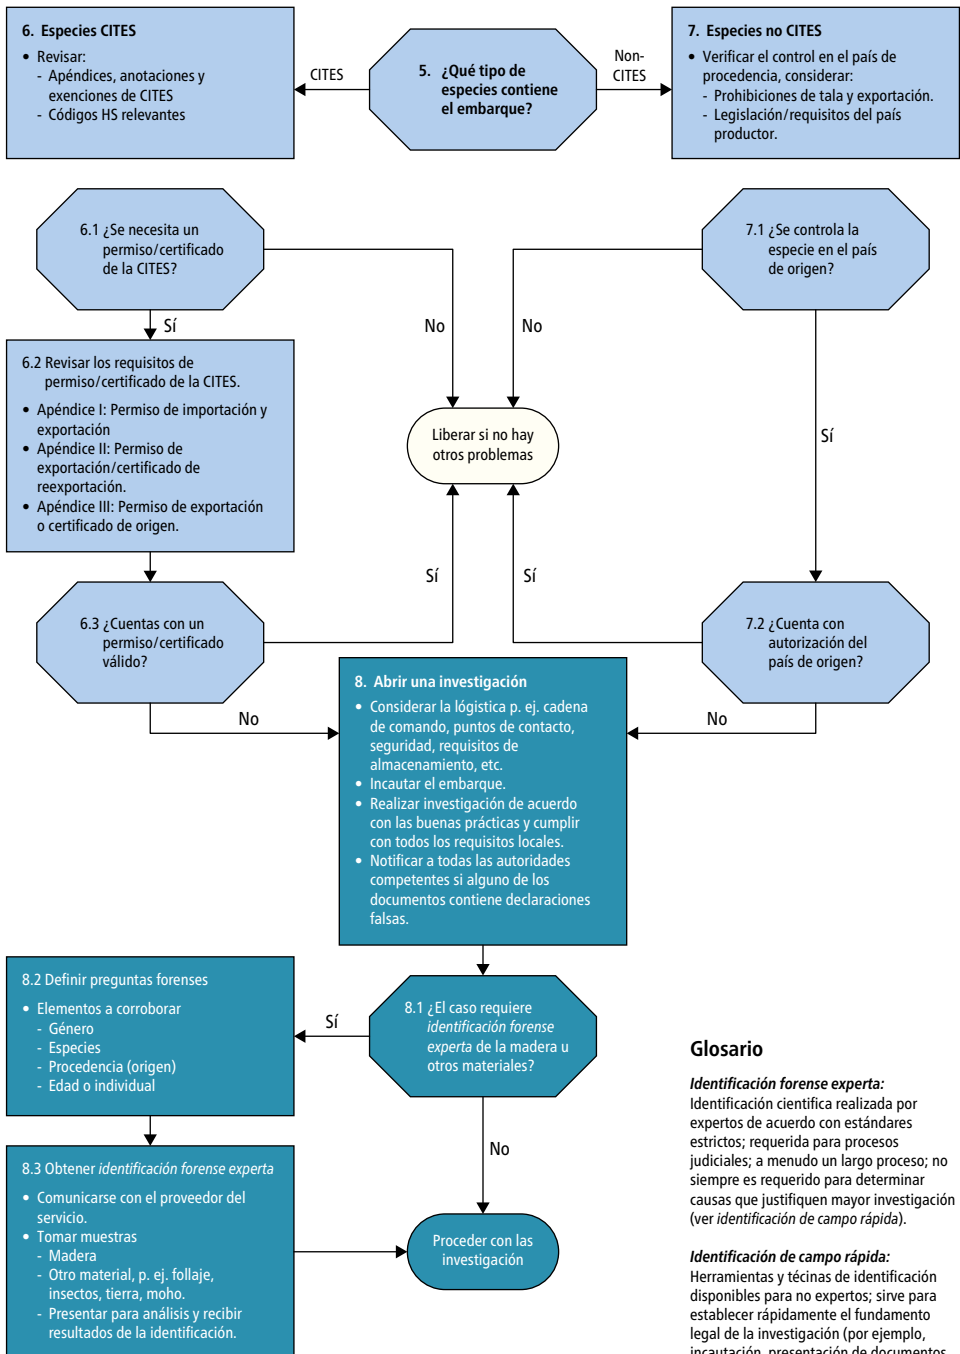 6. Especies CITES
• Revisar:
- Apéndices, anotaciones y
exenciones de CITES
- Códigos HS relevantes
CITES
5. ¿Qué tipo de
especies contiene
el embarque?
Non-
CITES
7. Especies no CITES
• Verificar el control en el país de
procedencia, considerar:
- Prohibiciones de tala y exportación.
- Legislación/requisitos del país
productor.
6.1 ¿Se necesita un
permiso/certificado
de la CITES?
7.1 ¿Se controla la
especie en el país
de origen?
Sí
No
No
6.2 Revisar los requisitos de
permiso/certificado de la CITES.
• Apéndice I: Permiso de importación y
exportación
• Apéndice II: Permiso de
exportación/certificado de
reexportación.
• Apéndice III: Permiso de exportación
o certificado de origen.
Liberar si no hay
otros problemas
Sí
Sí
Sí
6.3 ¿Cuentas con un
permiso/certificado
válido?
7.2 ¿Cuenta con
autorización del
país de origen?
No
No
8. Abrir una investigación
• Considerar la lógistica p. ej. cadena
de comando, puntos de contacto,
seguridad, requisitos de
almacenamiento, etc.
• Incautar el embarque.
• Realizar investigación de acuerdo
con las buenas prácticas y cumplir
con todos los requisitos locales.
• Notificar a todas las autoridades
competentes si alguno de los
documentos contiene declaraciones
falsas.
8.2 Definir preguntas forenses
• Elementos a corroborar
- Género
- Especies
- Procedencia (origen)
- Edad o individual
Sí
8.1 ¿El caso requiere
identificación forense
experta de la madera u
otros materiales?
No
8.3 Obtener identificación forense experta
• Comunicarse con el proveedor del
servicio.
• Tomar muestras
- Madera
- Otro material, p. ej. follaje,
insectos, tierra, moho.
- Presentar para análisis y recibir
resultados de la identificación.
Proceder con las
investigación
Glosario
Identificación forense experta:
Identificación cientifica realizada por
expertos de acuerdo con estándares
estrictos; requerida para procesos
judiciales; a menudo un largo proceso; no
siempre es requerido para determinar
causas que justifiquen mayor investigación
(ver identificación de campo rápida).
Identificación de campo rápida:
Herramientas y técinas de identificación
disponibles para no expertos; sirve para
establecer rápidamente el fundamento
legal de la investigación (por ejemplo,
incautación, presentación de documentos